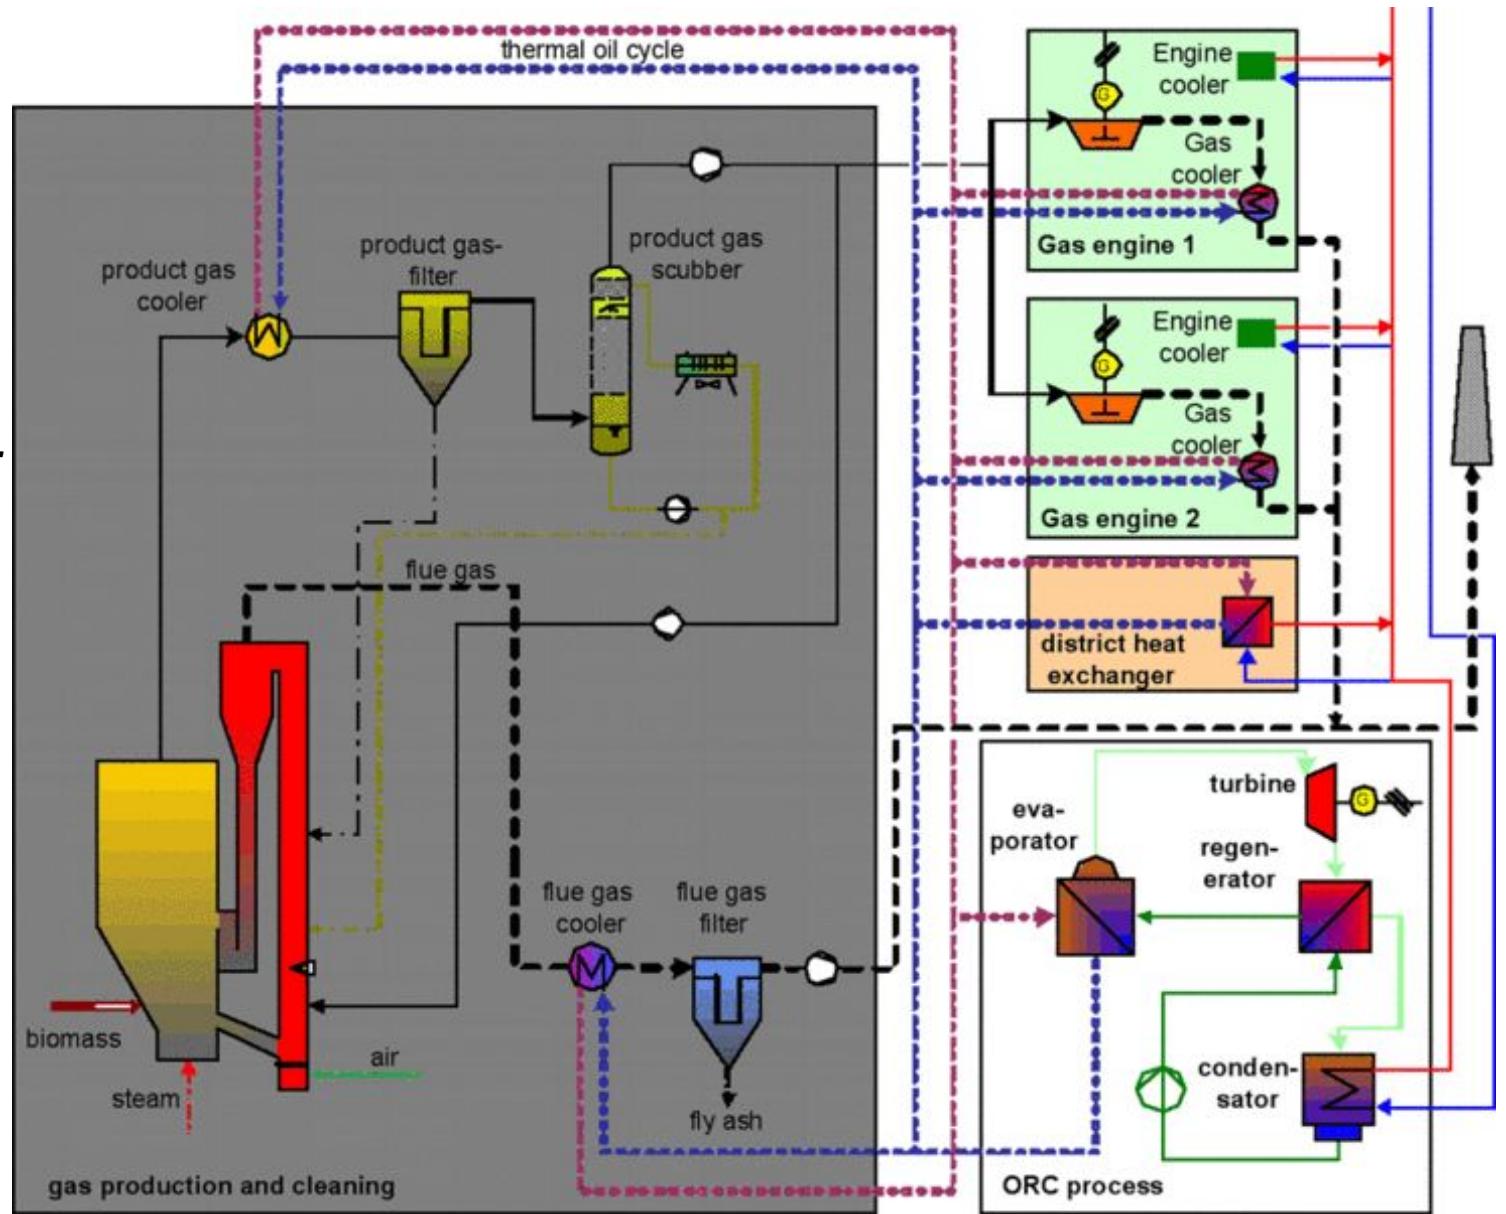 thermal oil cycle
Engine
cooler
G
Gas
cooler
Gas engine 1
product gas
cooler
product gas-
filter
product gas
scubber
Engine
cooler
G
Gas
cooler
Gas engine 2
flue gas
district heat
exchanger
turbine
G
eva-
porator
regen-
erator
flue gas
cooler
flue gas
filter
biomass
air
steam
fly ash
conden-
sator
gas production and cleaning
ORC process